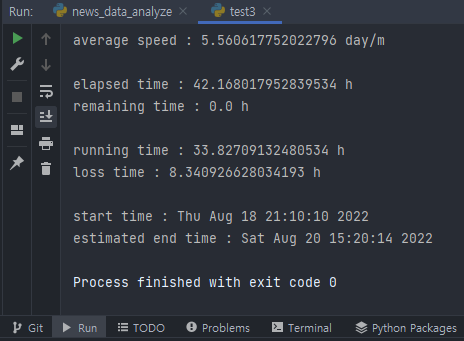 Run: news_data_analyze × test3 ×
average speed : 5.560617752022796 day/m
elapsed time : 42.168017952839534 h
remaining time : 0.0 h
running time : 33.82709132480534 h
loss time : 8.340926628034193 h
start time : Thu Aug 18 21:10:10 2022
estimated end time : Sat Aug 20 15:20:14 2022
Process finished with exit code 0
Git Run TODO Problems Terminal Python Packages